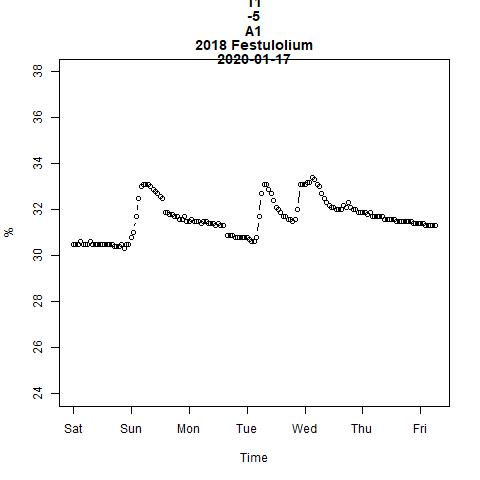 T1
-5
A1
2018 Festulolium
2020-01-17
38
36
34
32
30
28
26
24
%
Sat Sun Mon Tue Wed Thu Fri
Time